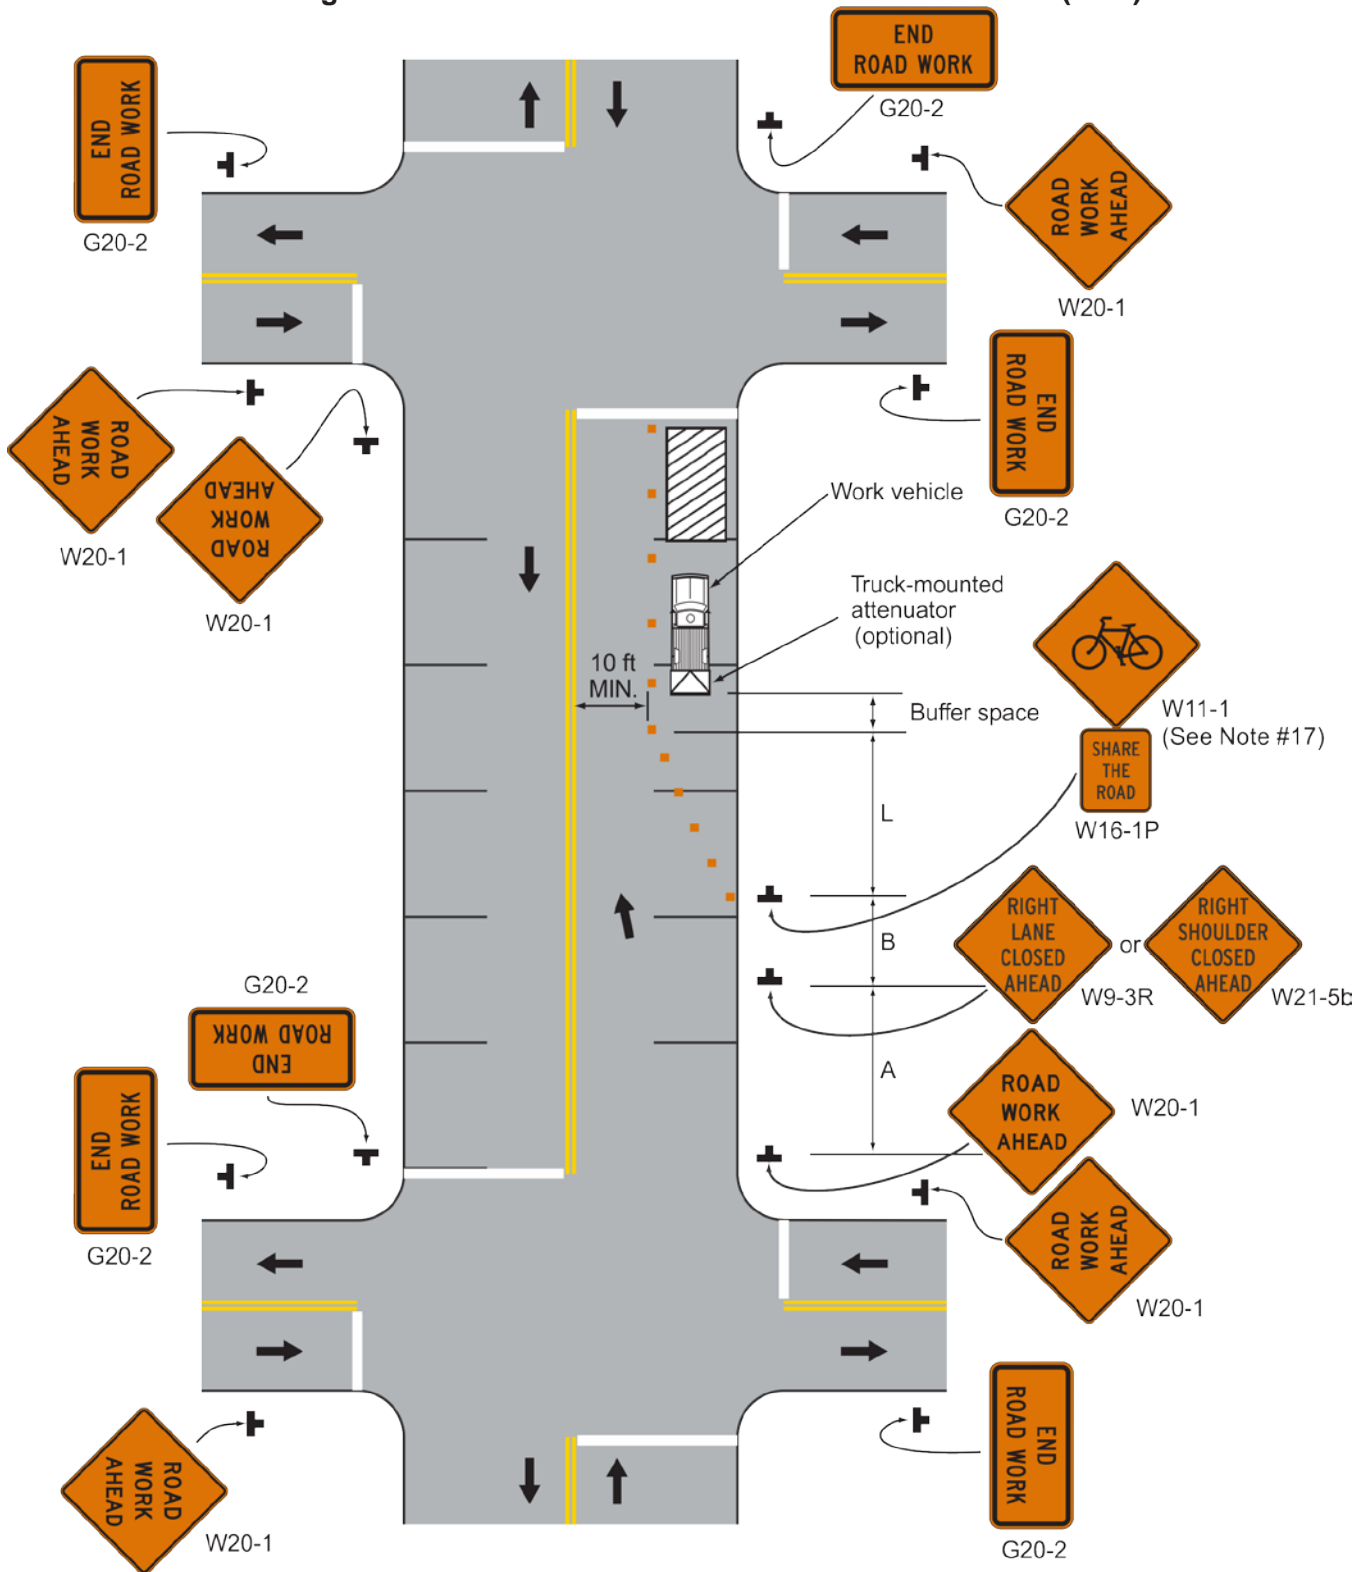 END
ROAD WORK
G20-2
END
ROAD WORK
G20-2
ROAD
WORK
AHEAD
W20-1
END
ROAD WORK
G20-2
ROAD
WORK
AHEAD
W20-1
ROAD
WORK
AHEAD
W20-1
Work vehicle
Truck-mounted
attenuator
(optional)
10 ft
MIN.
Buffer space
W11-1
(See Note #17)
SHARE
THE
ROAD
W16-1P
L
B
RIGHT
LANE
CLOSED
AHEAD
W9-3R
or
RIGHT
SHOULDER
CLOSED
AHEAD
W21-5b
A
G20-2
END
ROAD WORK
ROAD
WORK
AHEAD
W20-1
END
ROAD WORK
G20-2
ROAD
WORK
AHEAD
W20-1
ROAD
WORK
AHEAD
W20-1
END
ROAD WORK
G20-2